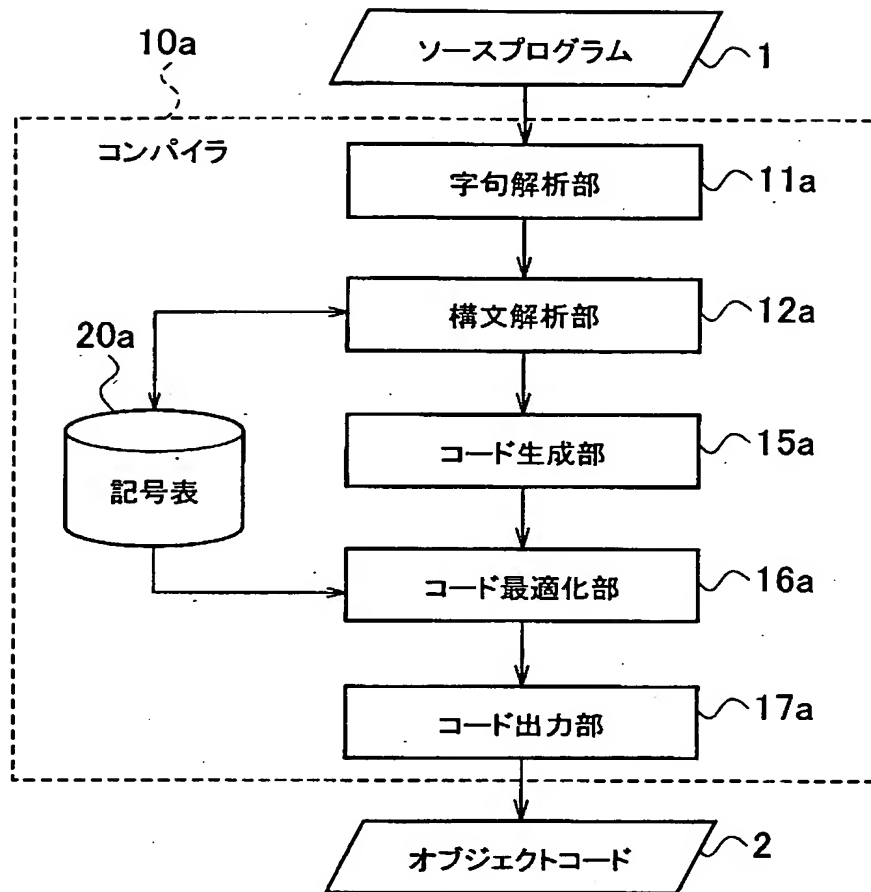 10a
ソースプログラム
1
コンパイラ
字句解析部
11a
構文解析部
12a
20a
記号表
コード生成部
15a
コード最適化部
16a
コード出力部
17a
オブジェクトコード
2